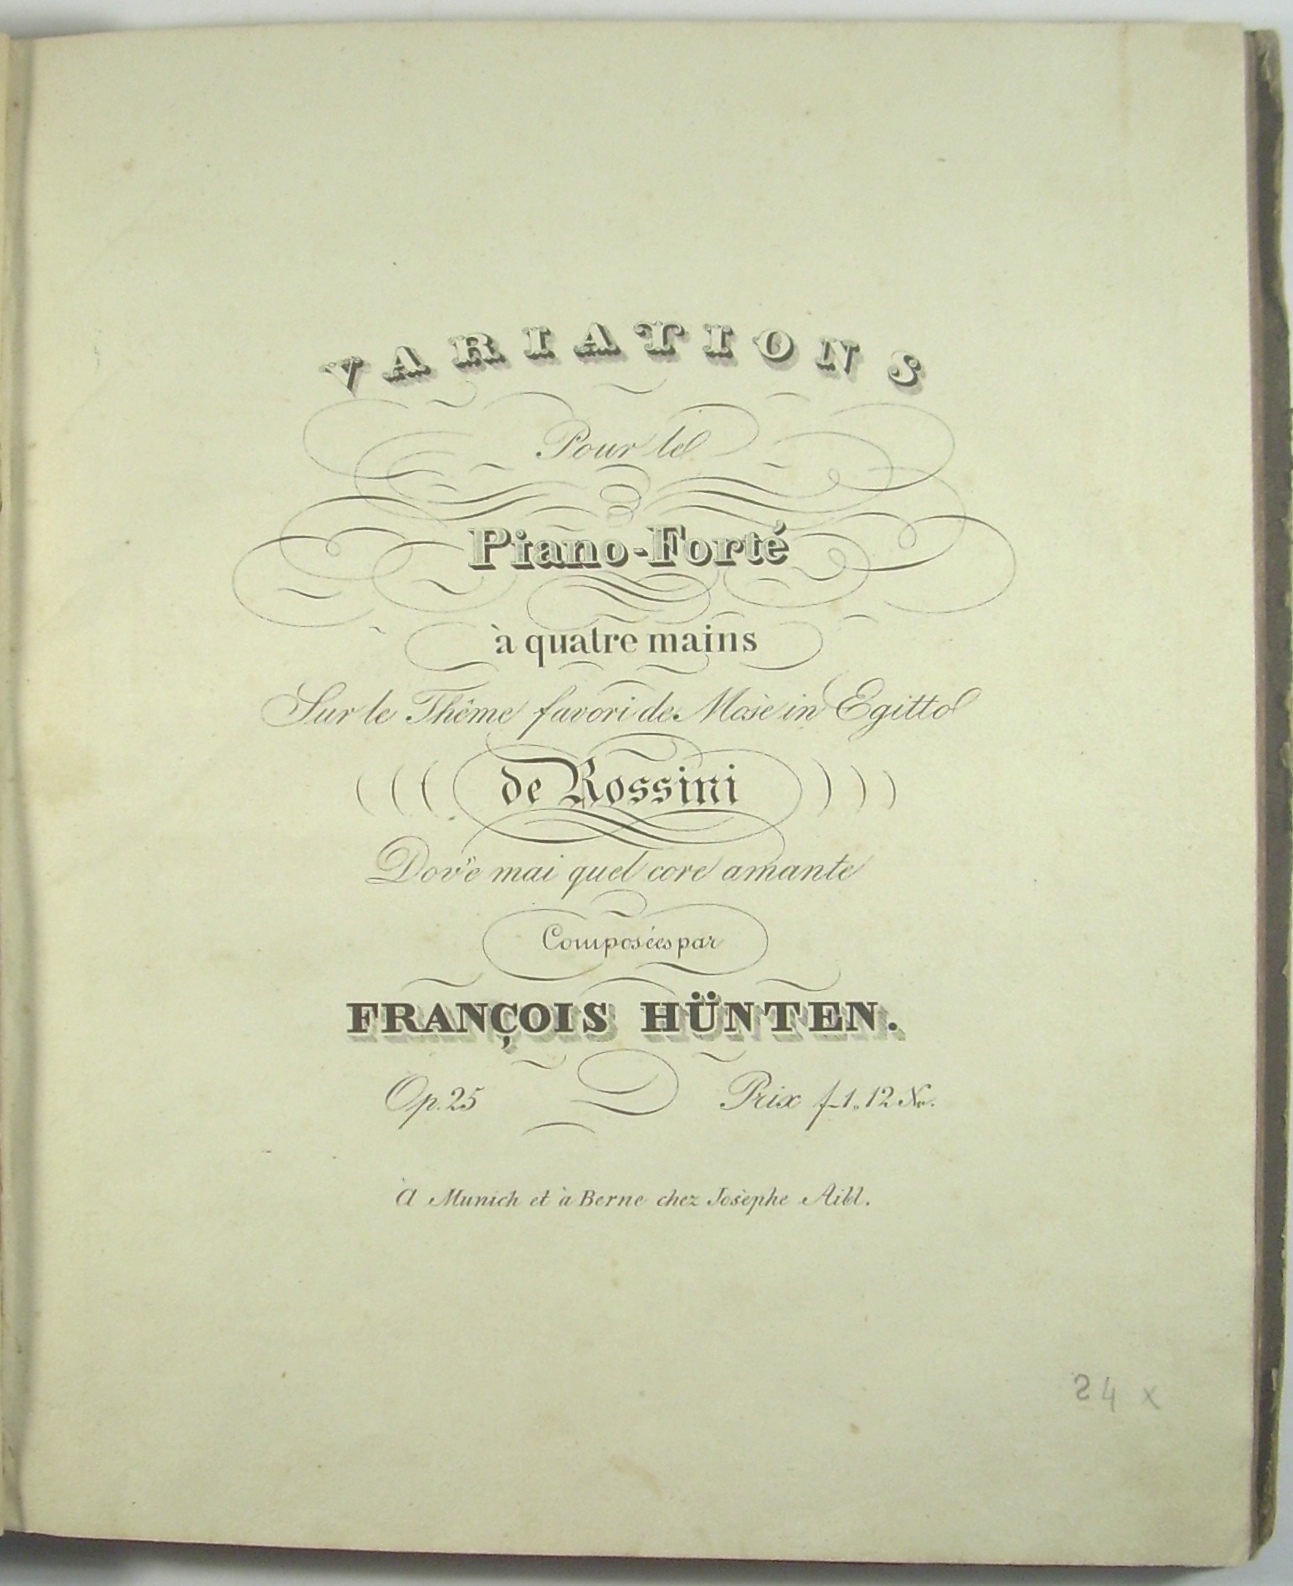 VARIATIONS
Pour le
Piano-Forté
à quatre mains
Sur le Thême favori de Mosè in Egitto
de Rossini
Dov'è mai quel core amante
Composées par
FRANÇOIS HÜNTEN.
Op. 25 Prix f_1,, 12 Xr.
à Munich et à Berne chez Josèphe Aibl.
24 x